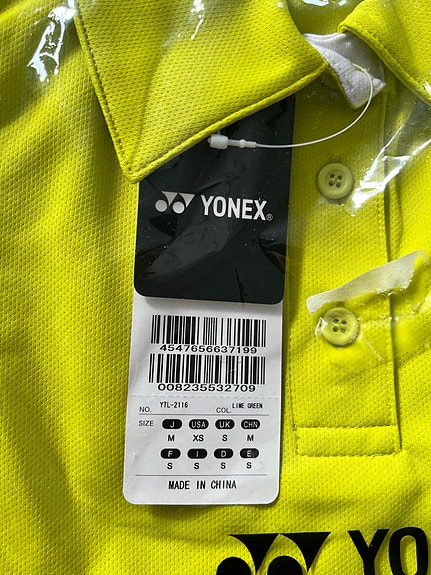 YONEX®
4547656637199
008235532709
NO. YTL-2116 COL. LIME GREEN
SIZE J USA UK CHN
M XS S M
F I D E
S S S S
MADE IN CHINA
YO